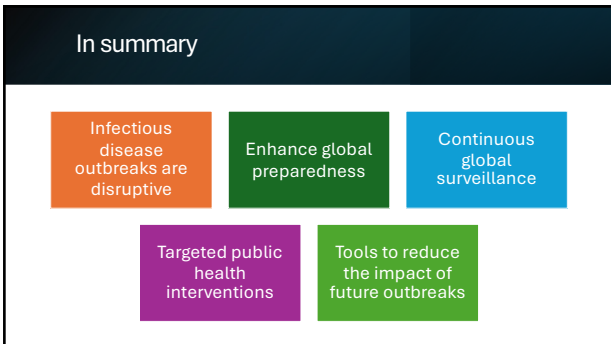 In summary
Infectious
disease
outbreaks are
disruptive
Enhance global
preparedness
Continuous
global
surveillance
Targeted public
health
interventions
Tools to reduce
the impact of
future outbreaks